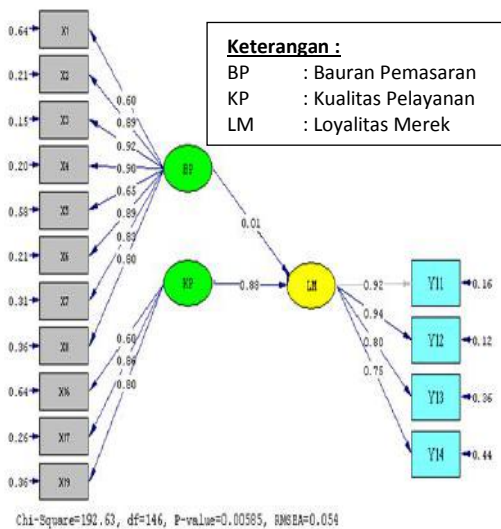 Keterangan :
BP : Bauran Pemasaran
KP : Kualitas Pelayanan
LM : Loyalitas Merek
0.64 X1
0.21 X2
0.15 X3
0.20 X4
0.58 X5
0.21 X6
0.31 X7
0.36 X8
0.64 X16
0.26 X17
0.36 X19
0.60
0.89
0.92
0.90
0.65
0.89
0.83
0.80
0.60
0.86
0.80
BP
KP
0.01
0.88
LM
0.92
0.94
0.80
0.75
Y11 0.16
Y12 0.12
Y13 0.36
Y14 0.44
Chi-Square=192.63, df=146, P-value=0.00585, RMSEA=0.054